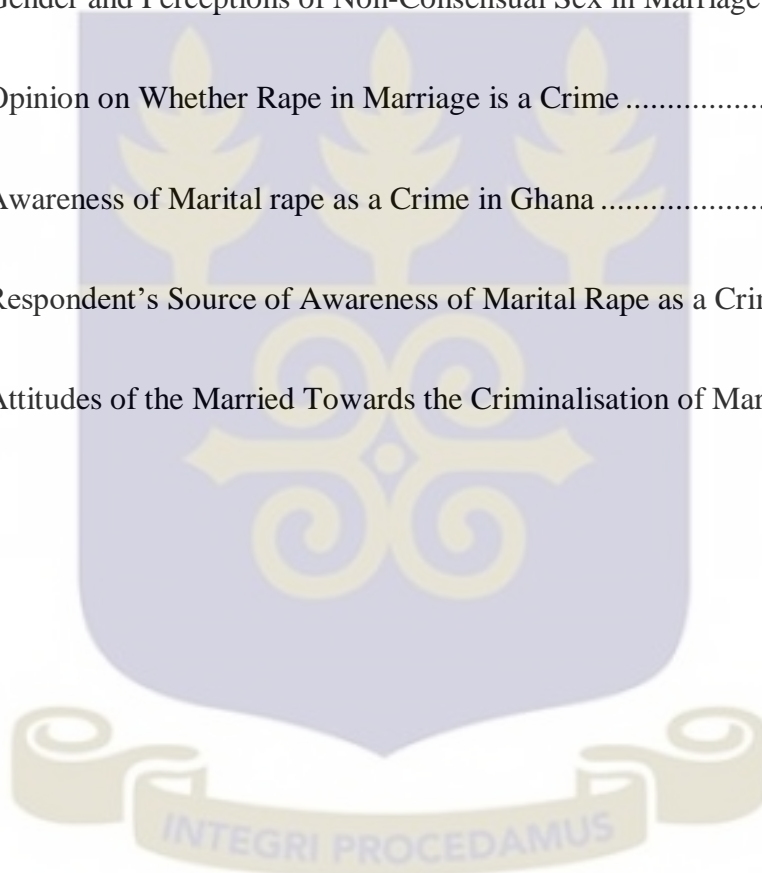 Gender and Perceptions of Non-Consensual Sex in Marriage
Opinion on Whether Rape in Marriage is a Crime ..................
Awareness of Marital rape as a Crime in Ghana .....................
Respondent’s Source of Awareness of Marital Rape as a
Attitudes of the Married Towards the Criminalisation of
INTEGRI PROCEDAMUS